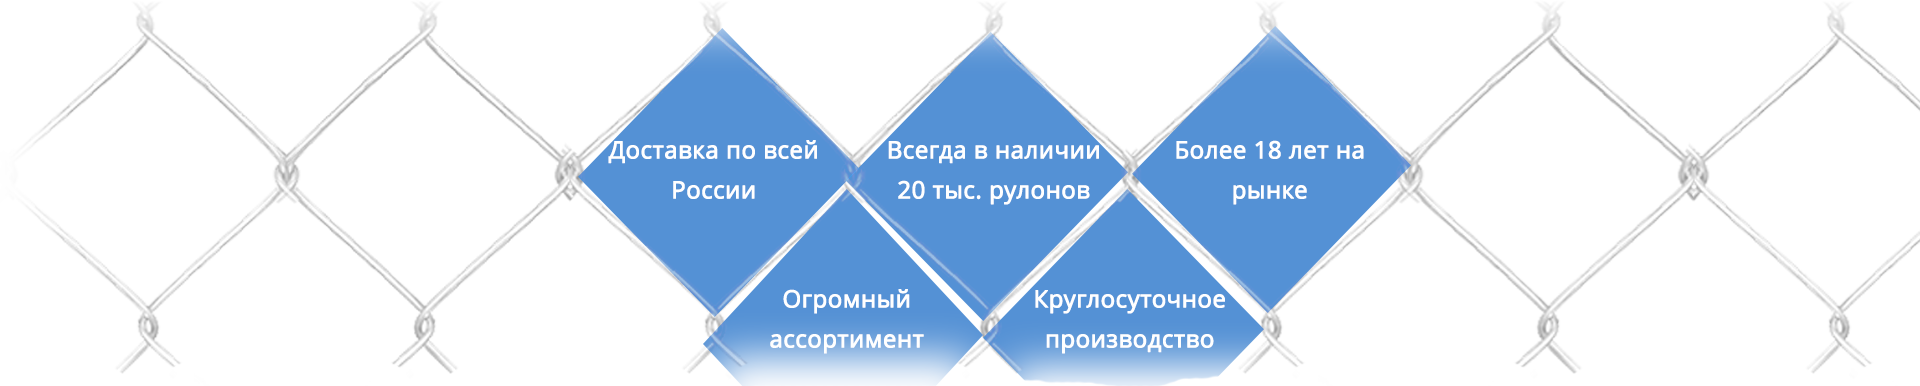 Доставка по всей
России
Всегда в наличии
20 тыс. рулонов
Более 18 лет на
рынке
Огромный
ассортимент
Круглосуточное
производство